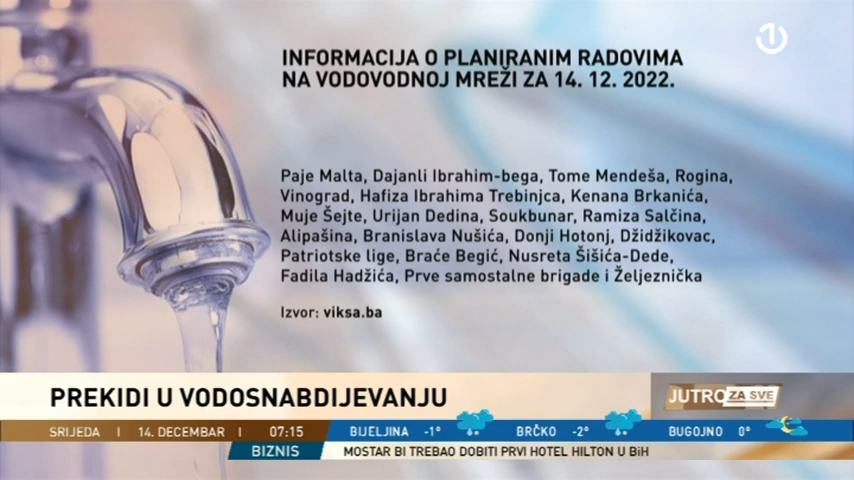 1
INFORMACIJA O PLANIRANIM RADOVIMA
NA VODOVODNOJ MREŽI ZA 14. 12. 2022.
Paje Malta, Dajanli Ibrahim-bega, Tome Mendeša, Rogina,
Vinograd, Hafiza Ibrahima Trebinjca, Kenana Brkanića,
Muje Šejte, Urijan Dedina, Soukbunar, Ramiza Salčina,
Alipašina, Branislava Nušića, Donji Hotonj, Džidžikovac,
Patriotske lige, Braće Begić, Nusreta Šišića-Dede,
Fadila Hadžića, Prve samostalne brigade i Željeznička
Izvor: viksa.ba
PREKIDI U VODOSNABDIJEVANJU
JUTRO ZA SVE
SRIJEDA | 14. DECEMBAR | 07:15 BIJELJINA -1° BRČKO -2° BUGOJNO 0°
BIZNIS MOSTAR BI TREBAO DOBITI PRVI HOTEL HILTON U BiH